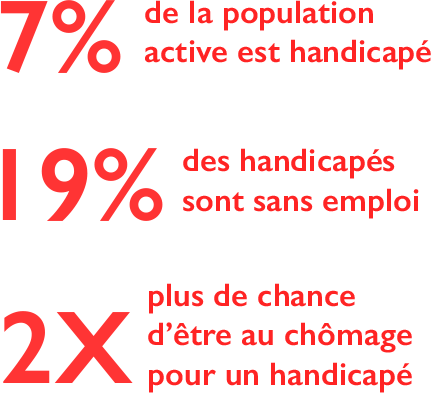 7% de la population
active est handicapé
19% des handicapés
sont sans emploi
2X plus de chance
d’être au chômage
pour un handicapé